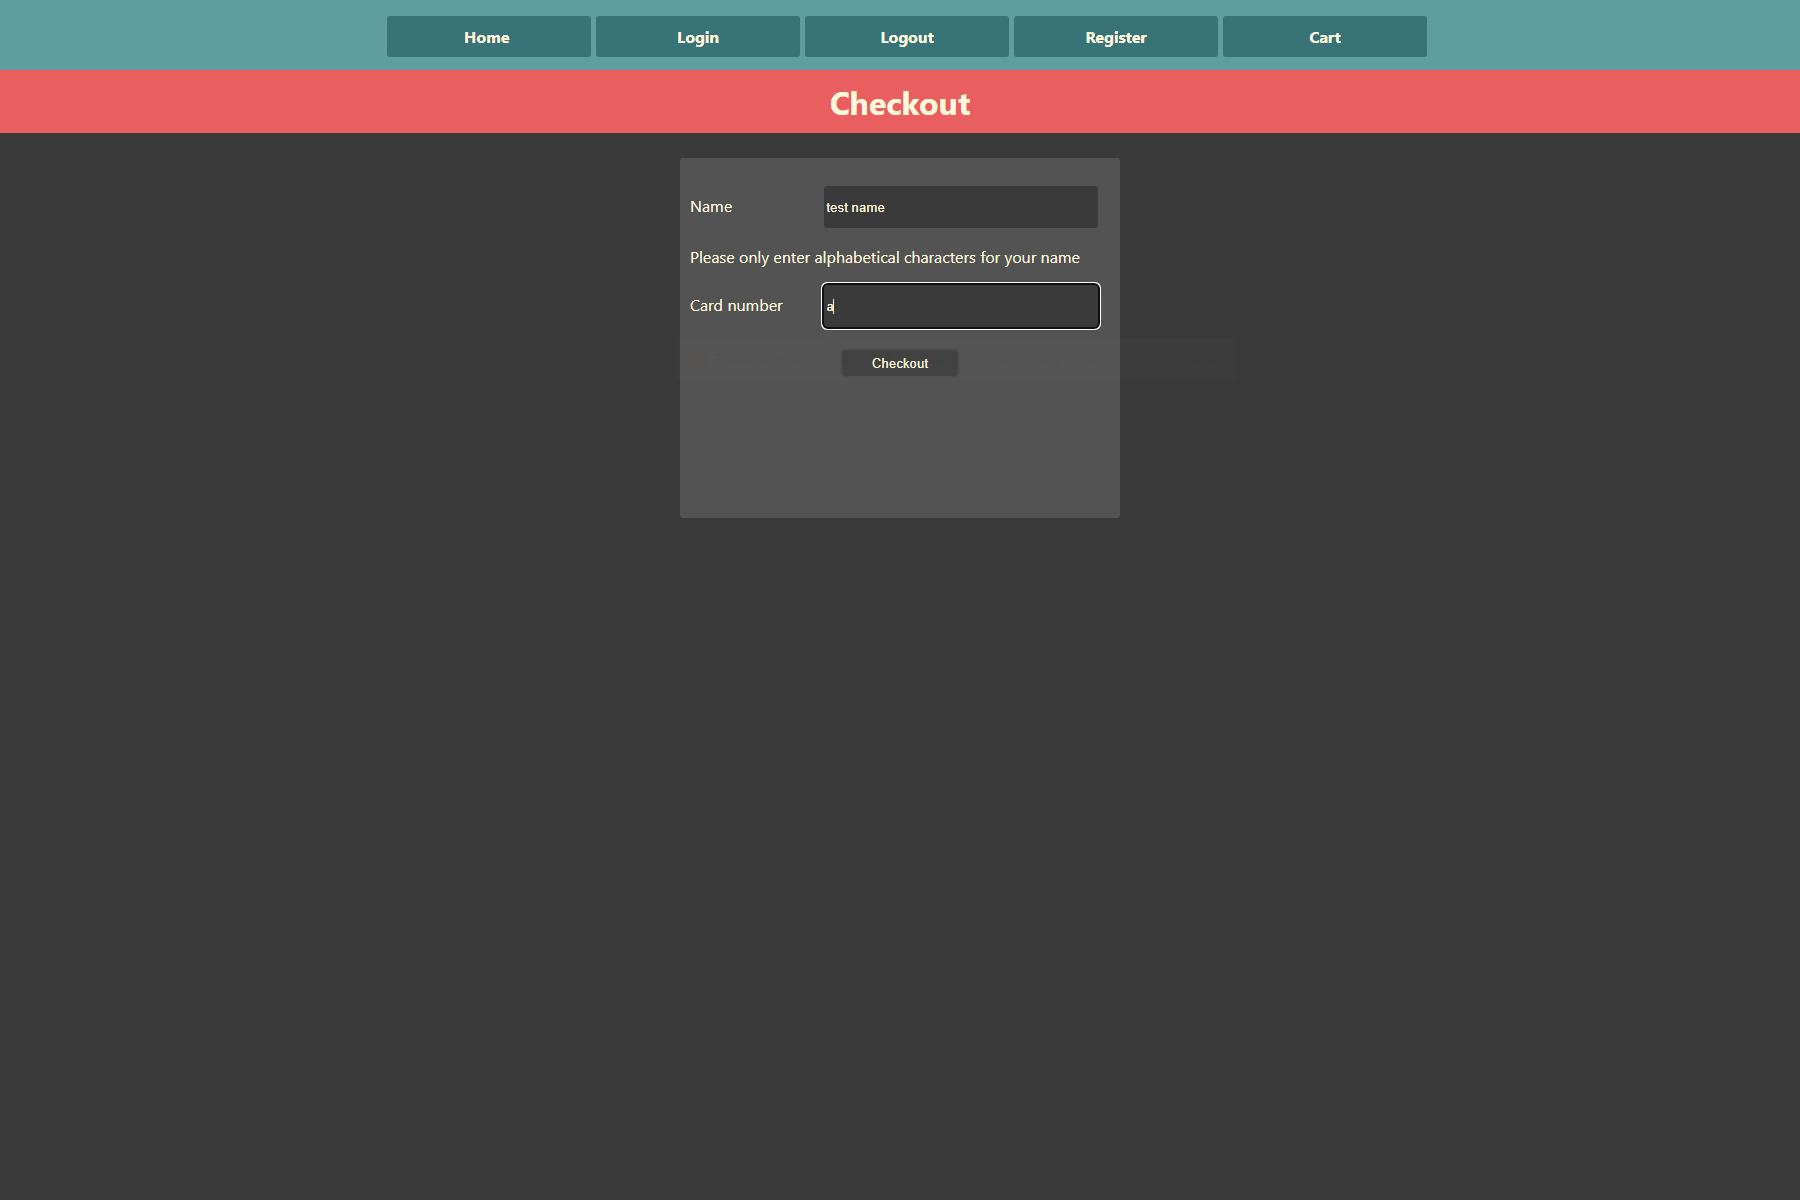 Home Login Logout Register Cart
Checkout
Name test name
Please only enter alphabetical characters for your name
Card number a
Checkout